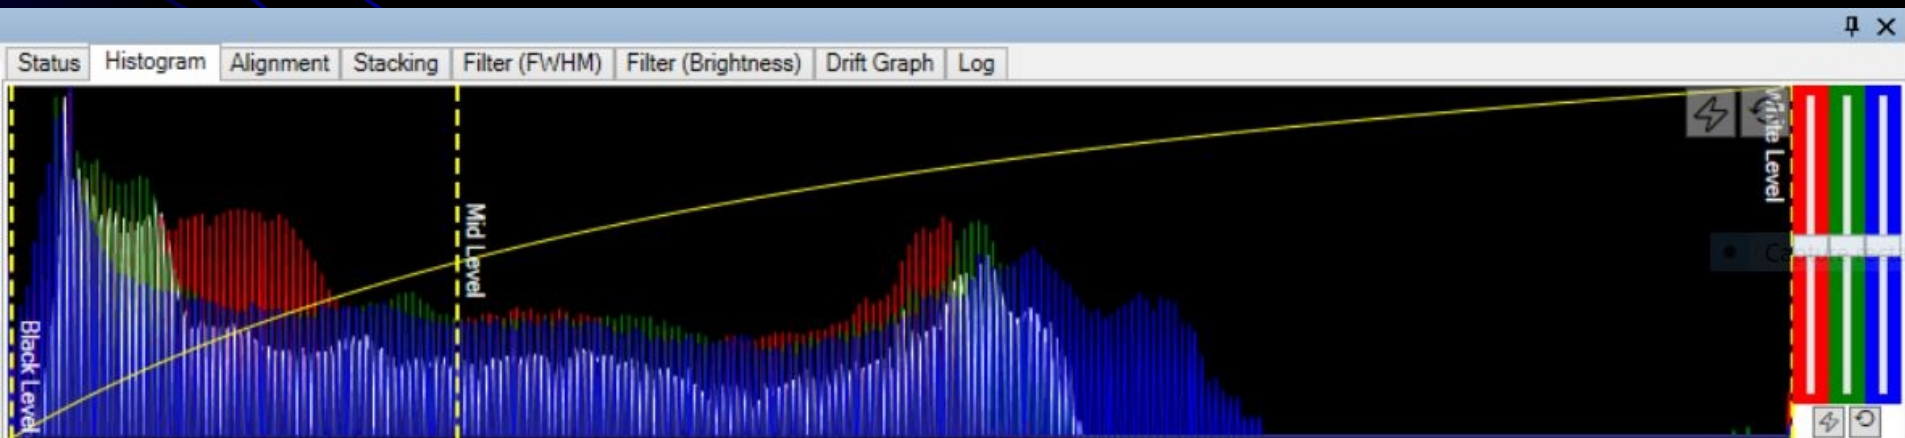 Status Histogram Alignment Stacking Filter (FWHM) Filter (Brightness) Drift Graph Log
Black Level
Mid Level
White Level